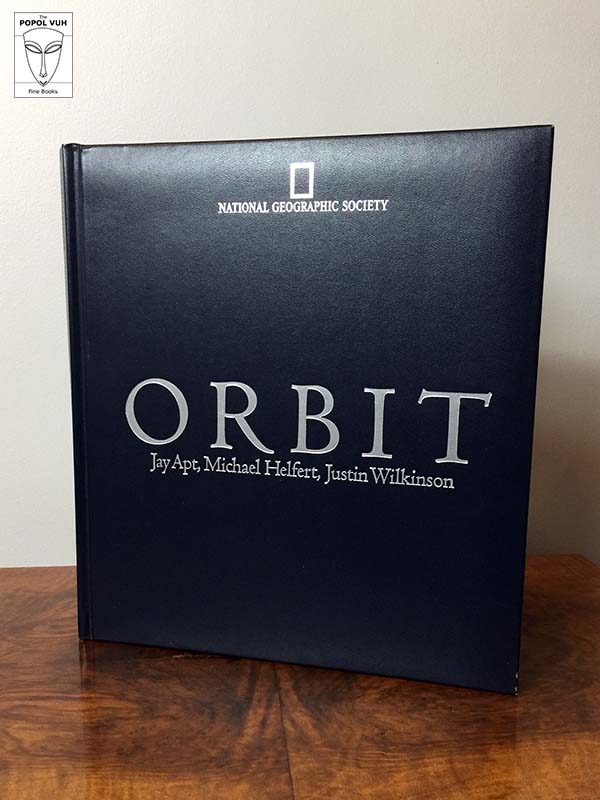 The
POPOL VUH
Fine Books
NATIONAL GEOGRAPHIC SOCIETY
ORBIT
Jay Apt, Michael Helfert, Justin Wilkinson